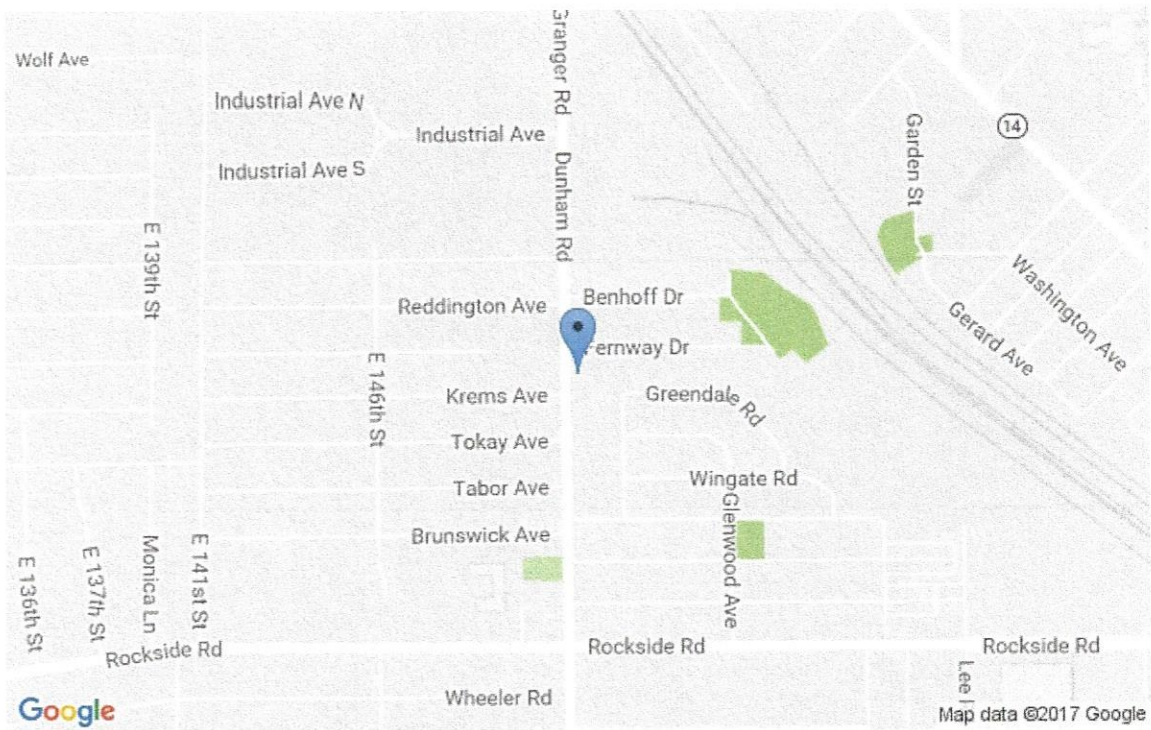 Wolf Ave
Granger Rd
Industrial Ave N
Industrial Ave
Garden St
14
Industrial Ave S
Dunham Rd
E 139th St
Washington Ave
Reddington Ave
Benhoff Dr
Gerard Ave
Fernway Dr
E 146th St
Krems Ave
Greendale Rd
Tokay Ave
Wingate Rd
Tabor Ave
Glenwood Ave
Brunswick Ave
E 136th St
E 137th St
Monica Ln
E 141st St
Rockside Rd
Rockside Rd
Rockside Rd
Lee
Wheeler Rd
Google
Map data ©2017 Google